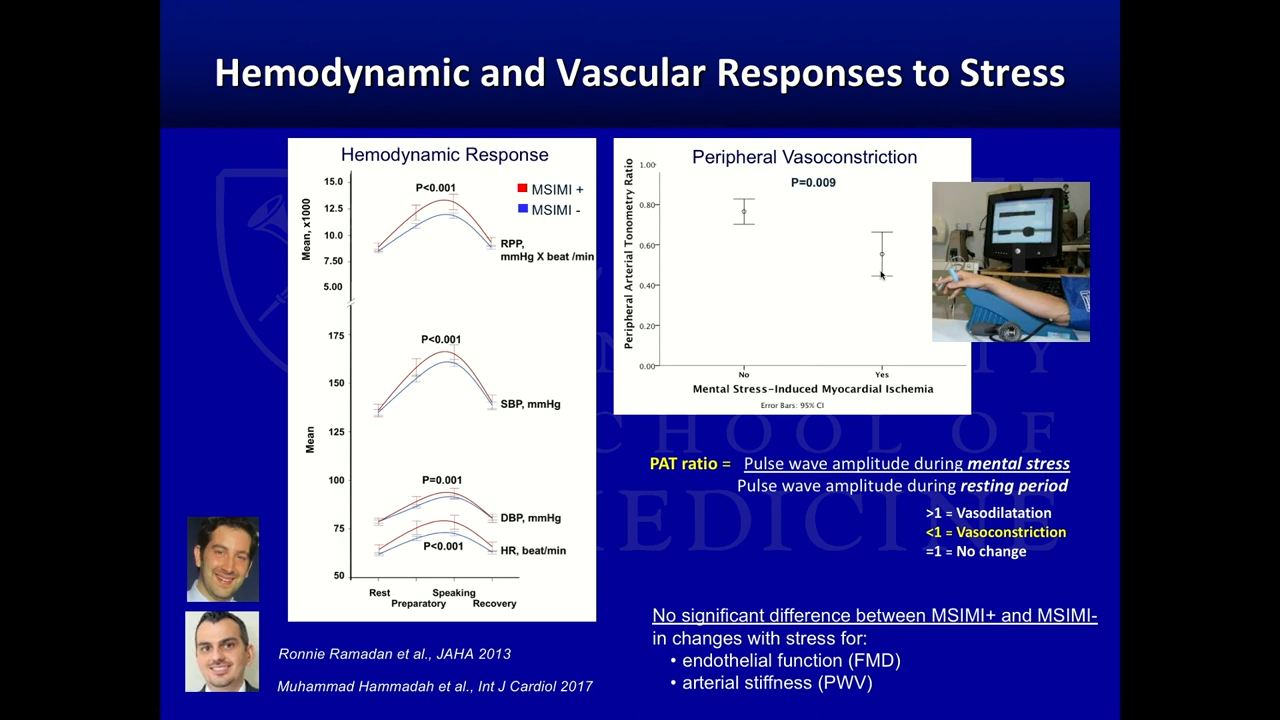 Hemodynamic and Vascular Responses to Stress
Hemodynamic Response
15.0
12.5
10.0
7.50
5.00
Mean, x1000
P<0.001
MSIMI +
MSIMI -
RPP,
mmHg X beat /min
175
150
125
100
75
50
Mean
P<0.001
SBP, mmHg
P=0.001
DBP, mmHg
P<0.001
HR, beat/min
Rest
Speaking
Preparatory
Recovery
Peripheral Vasoconstriction
P=0.009
Peripheral Arterial Tonometry Ratio
1.00
0.80
0.60
0.40
0.20
0.00
No
Yes
Mental Stress-Induced Myocardial Ischemia
Error Bars: 95% CI
SCHOOL OF
MEDICINE
PAT ratio = Pulse wave amplitude during mental stress
Pulse wave amplitude during resting period
>1 = Vasodilatation
<1 = Vasoconstriction
=1 = No change
No significant difference between MSIMI+ and MSIMI-
in changes with stress for:
• endothelial function (FMD)
• arterial stiffness (PWV)
Ronnie Ramadan et al., JAHA 2013
Muhammad Hammadah et al., Int J Cardiol 2017